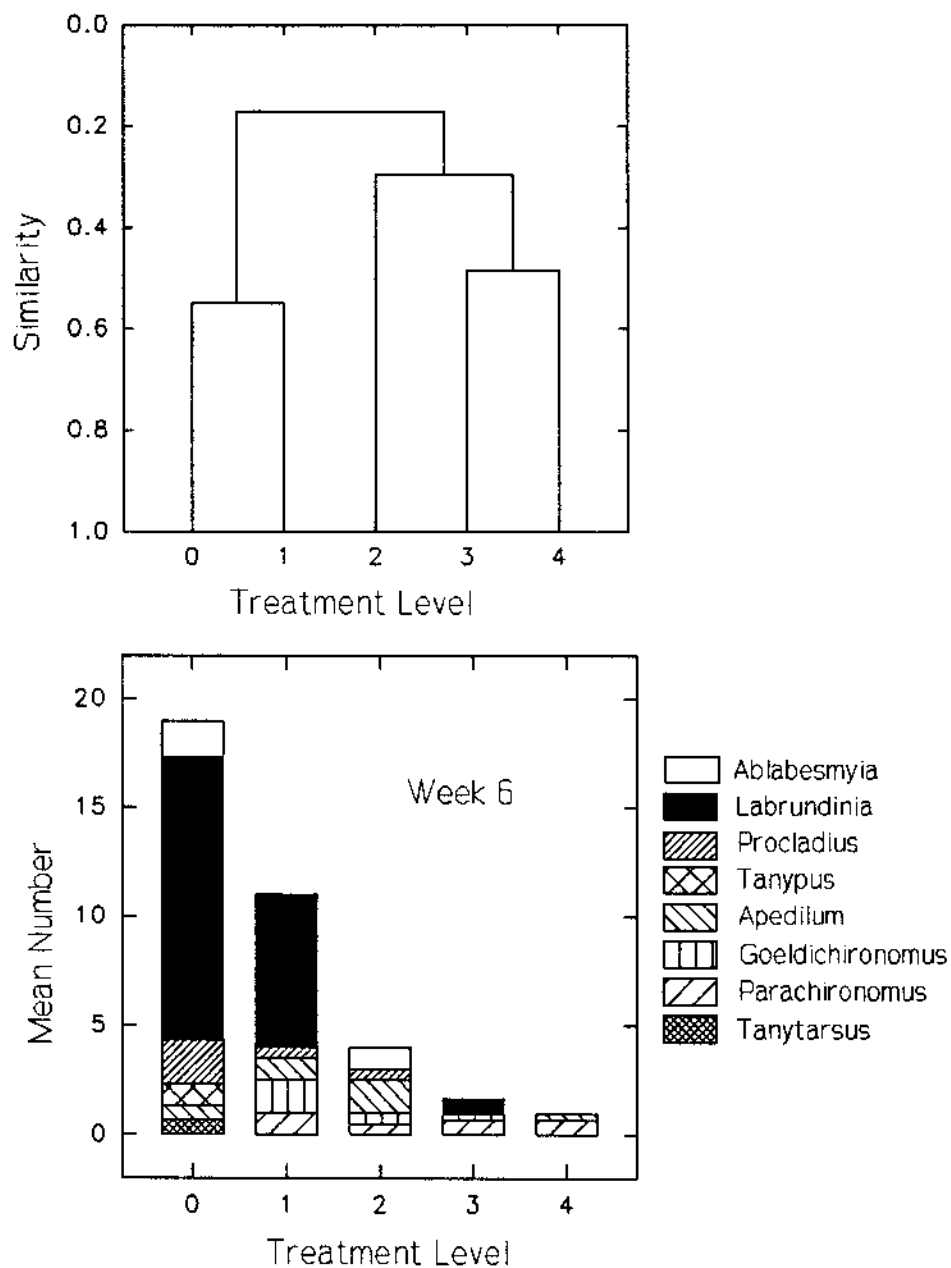 0.0
0.2
0.4
0.6
0.8
1.0
Similarity
0 1 2 3 4
Treatment Level
20
15
10
5
0
Mean Number
Week 6
0 1 2 3 4
Treatment Level
Ablabesmyia
Labrundinia
Procladius
Tanypus
Apedilum
Goeldichironomus
Parachironomus
Tanytarsus